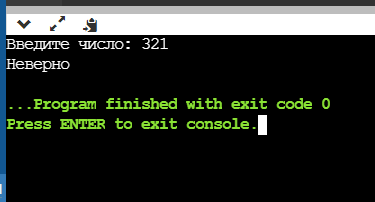 Введите число: 321
Неверно
...Program finished with exit code 0
Press ENTER to exit console.